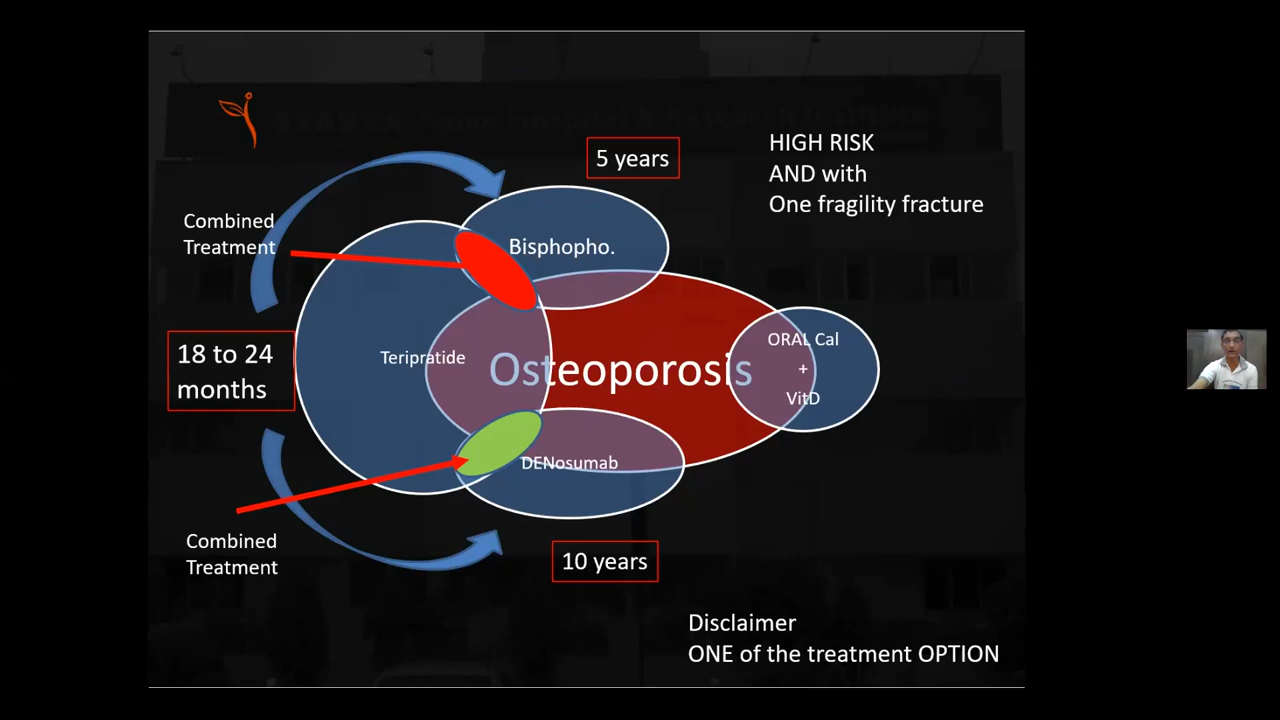 5 years
HIGH RISK
AND with
One fragility fracture
Combined
Treatment
Bisphopho.
18 to 24
months
Teripratide
Osteoporosis
ORAL Cal
+
VitD
DENosumab
Combined
Treatment
10 years
Disclaimer
ONE of the treatment OPTION